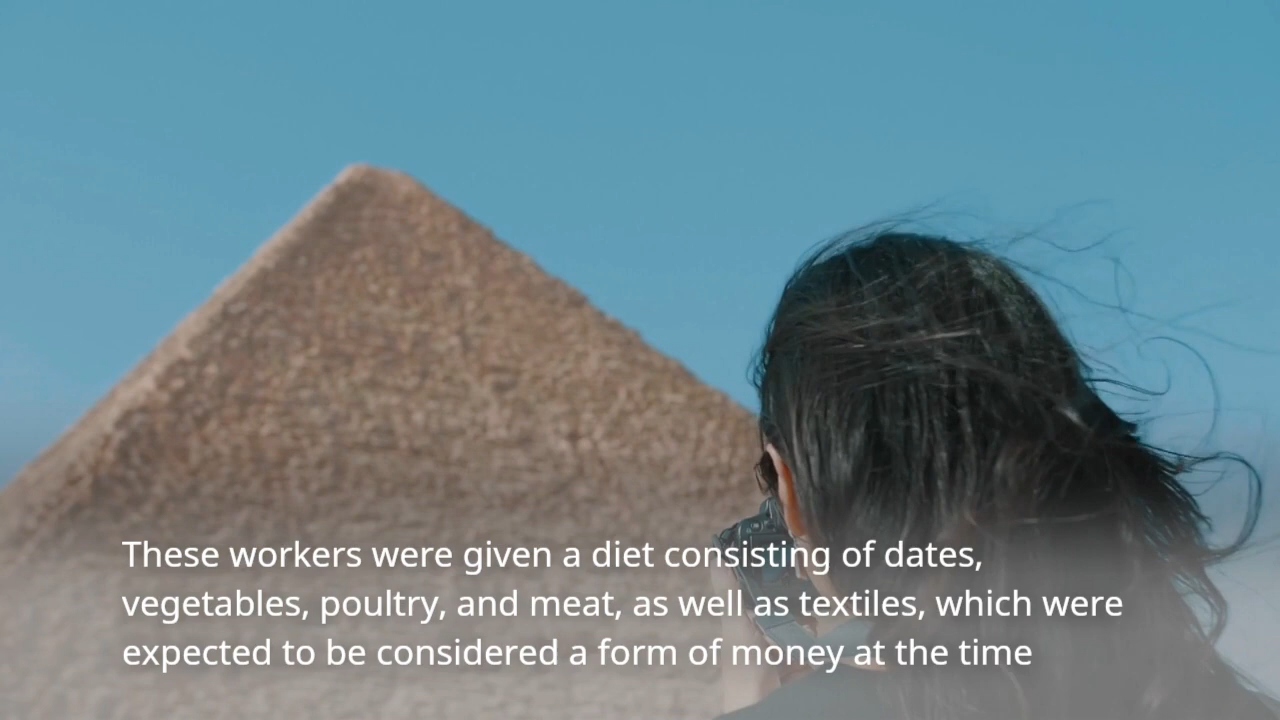 These workers were given a diet consisting of dates,
vegetables, poultry, and meat, as well as textiles, which were
expected to be considered a form of money at the time